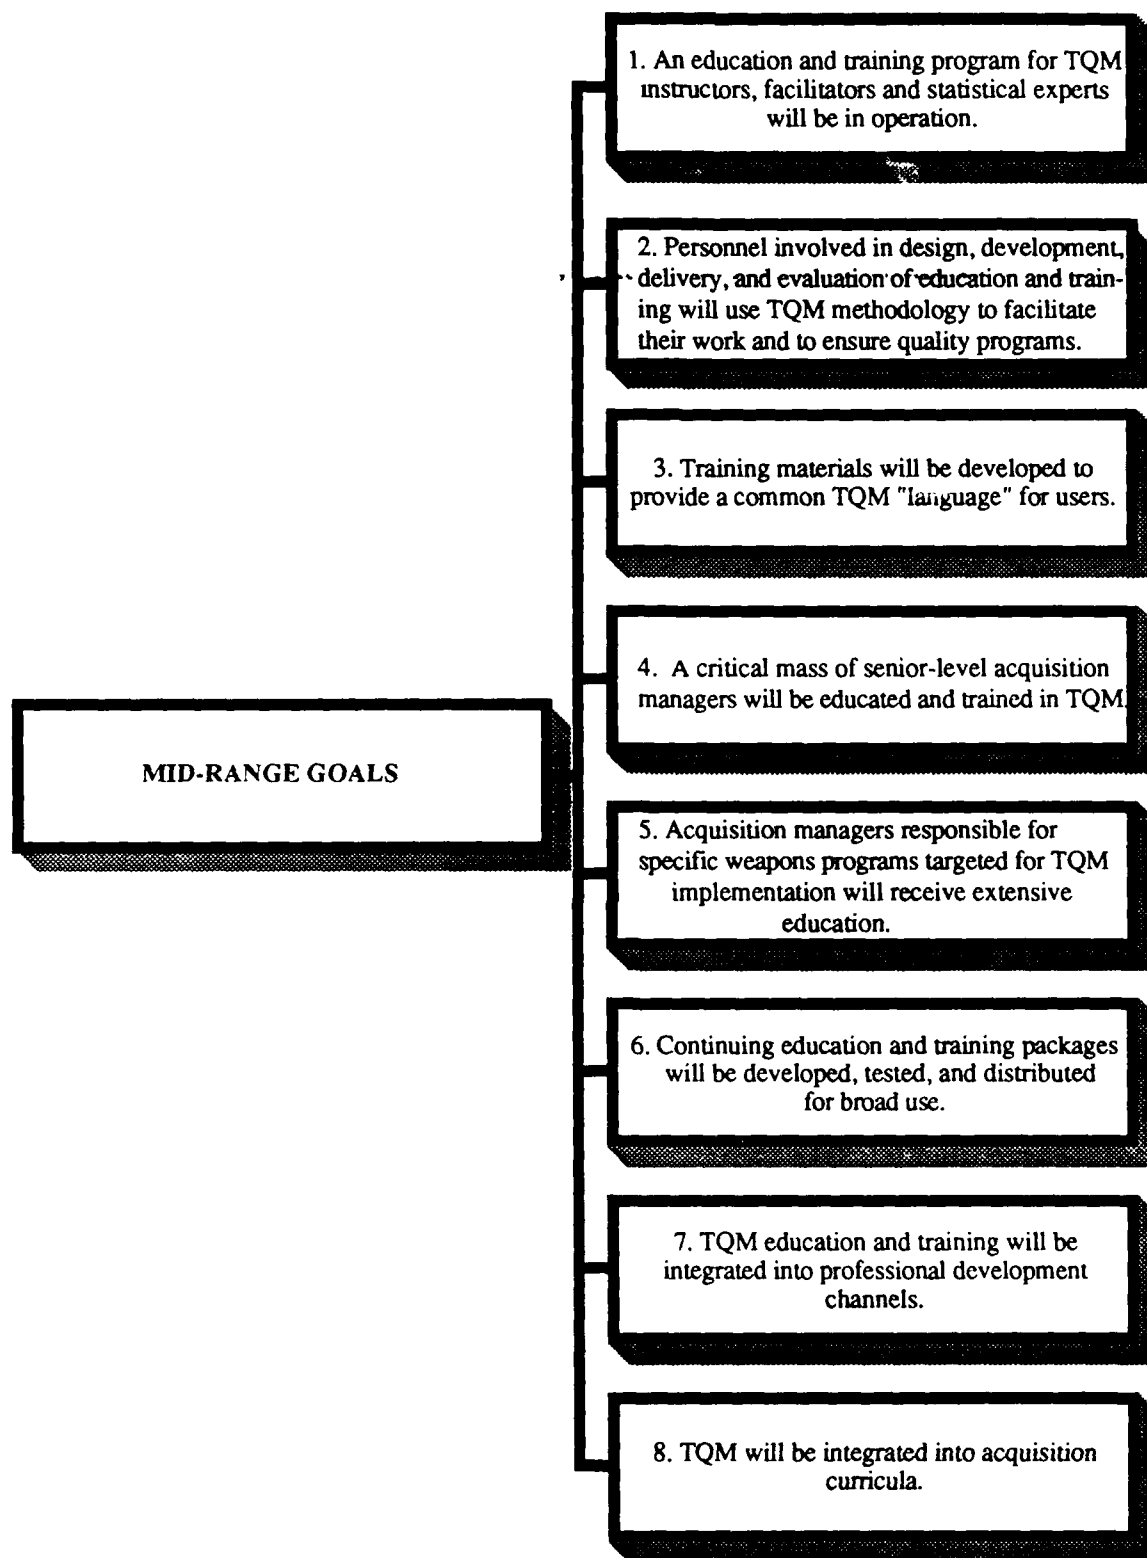 1. An education and training program for TQM
instructors, facilitators and statistical experts
will be in operation.
2. Personnel involved in design, development,
delivery, and evaluation of education and train-
ing will use TQM methodology to facilitate
their work and to ensure quality programs.
3. Training materials will be developed to
provide a common TQM "language" for users.
4. A critical mass of senior-level acquisition
managers will be educated and trained in TQM.
MID-RANGE GOALS
5. Acquisition managers responsible for
specific weapons programs targeted for TQM
implementation will receive extensive
education.
6. Continuing education and training packages
will be developed, tested, and distributed
for broad use.
7. TQM education and training will be
integrated into professional development
channels.
8. TQM will be integrated into acquisition
curricula.